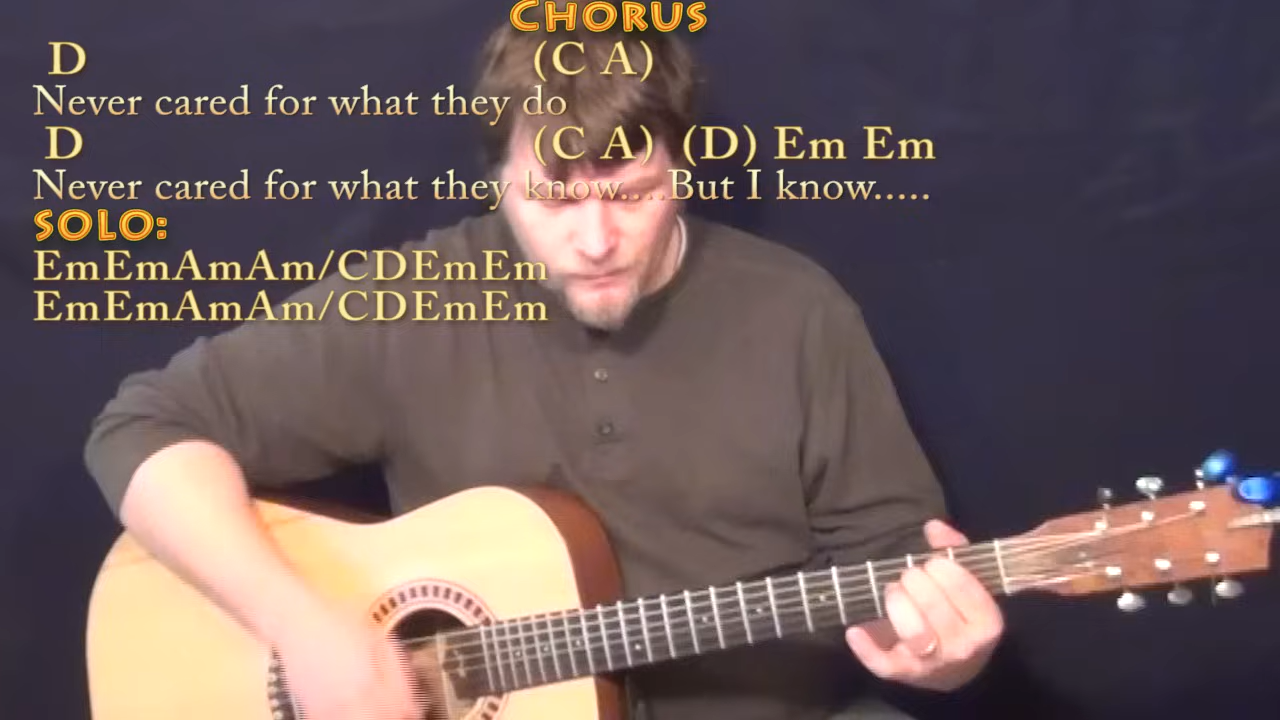 CHORUS
D (C A)
Never cared for what they do
D (C A) (D) Em Em
Never cared for what they know....But I know.....
SOLO:
EmEmAmAm/CDEmEm
EmEmAmAm/CDEmEm